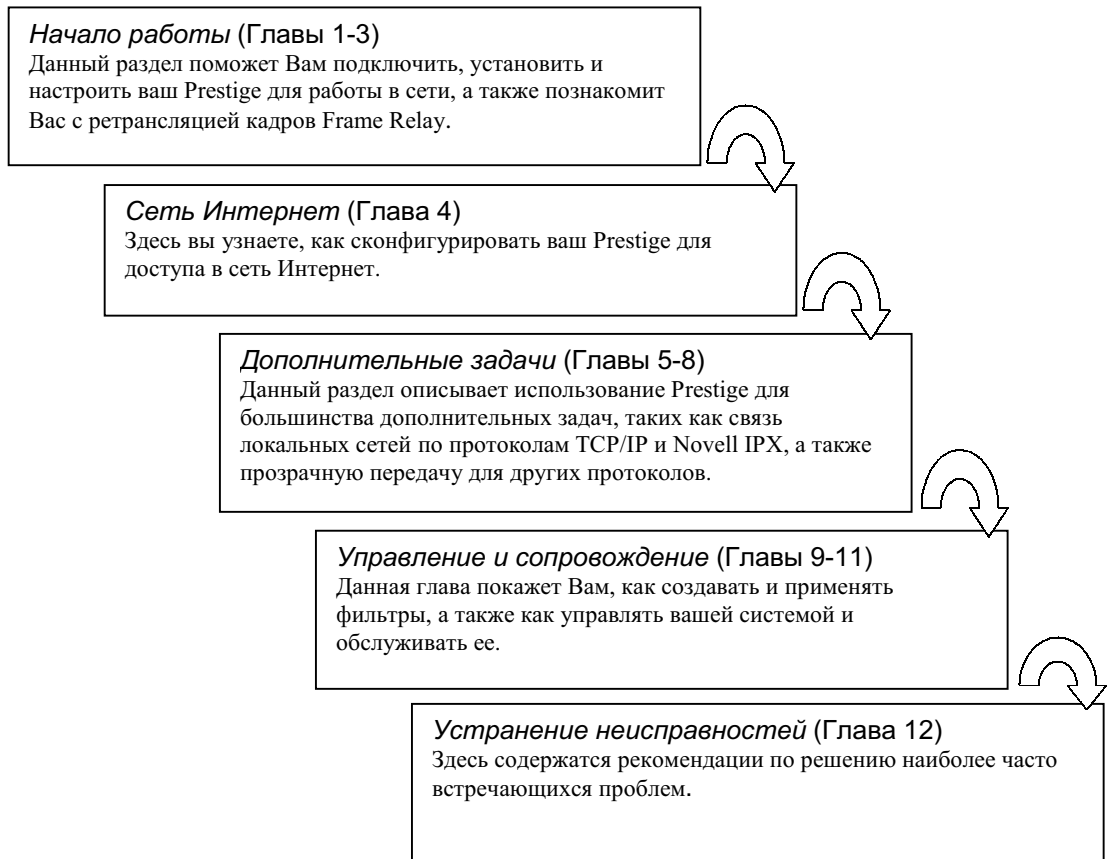 Начало работы (Главы 1-3)
Данный раздел поможет Вам подключить, установить и
настроить ваш Prestige для работы в сети, а также познакомит
Вас с ретрансляцией кадров Frame Relay.
Сеть Интернет (Глава 4)
Здесь вы узнаете, как сконфигурировать ваш Prestige для
доступа в сеть Интернет.
Дополнительные задачи (Главы 5-8)
Данный раздел описывает использование Prestige для
большинства дополнительных задач, таких как связь
локальных сетей по протоколам TCP/IP и Novell IPX, а также
прозрачную передачу для других протоколов.
Управление и сопровождение (Главы 9-11)
Данная глава покажет Вам, как создавать и применять
фильтры, а также как управлять вашей системой и
обслуживать ее.
Устранение неисправностей (Глава 12)
Здесь содержатся рекомендации по решению наиболее часто
встречающихся проблем.